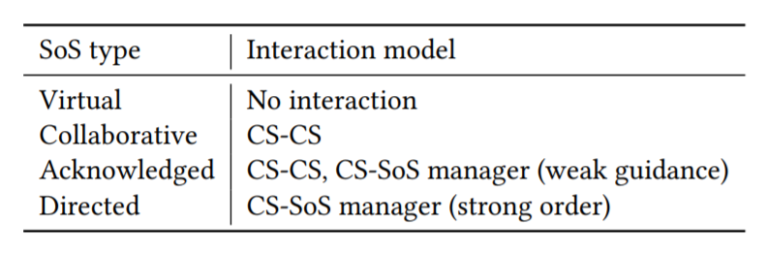 SoS type Interaction model
Virtual No interaction
Collaborative CS-CS
Acknowledged CS-CS, CS-SoS manager (weak guidance)
Directed CS-SoS manager (strong order)